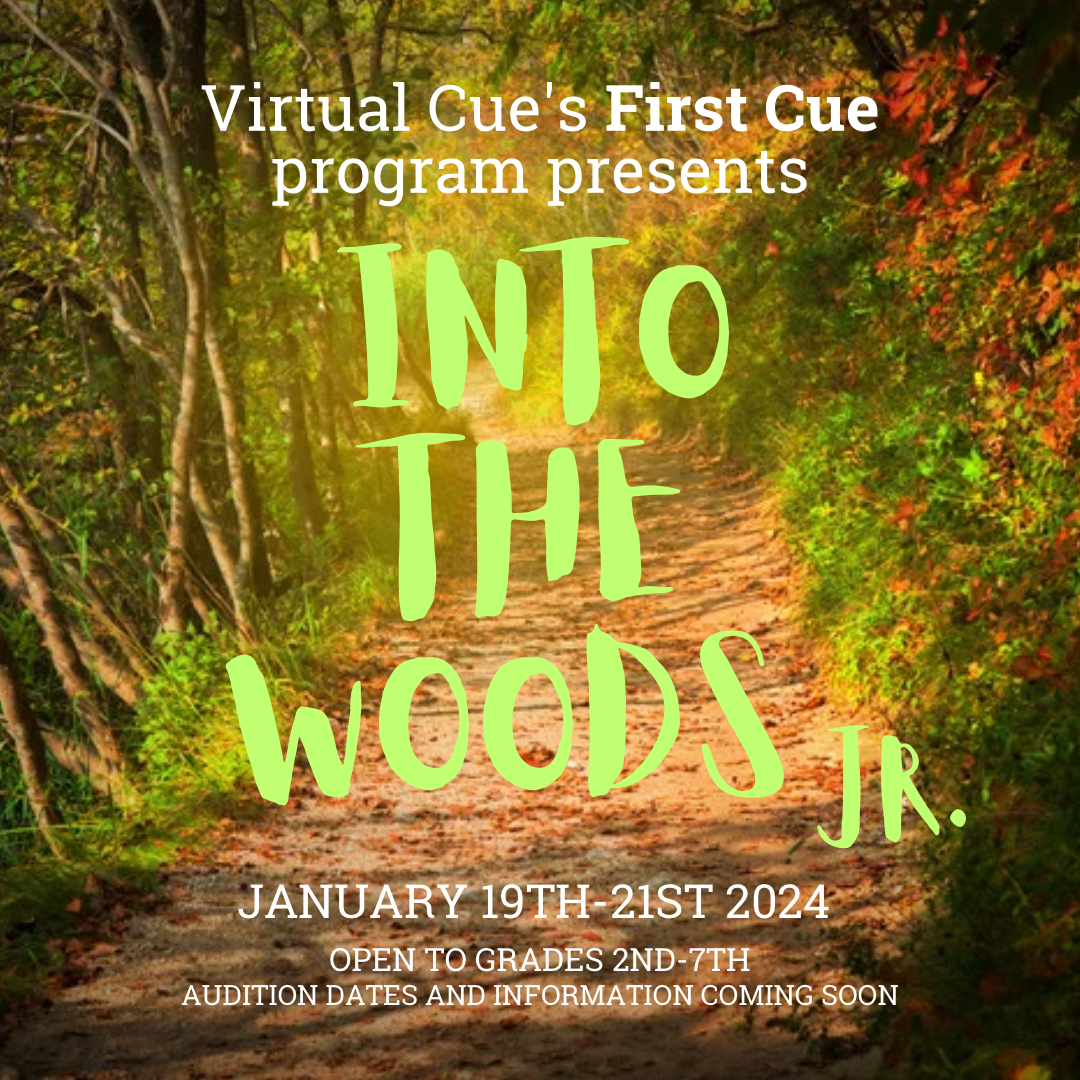 Virtual Cue's First Cue
program presents
INTO
THE
WOODS
JR.
JANUARY 19TH-21ST 2024
OPEN TO GRADES 2ND-7TH
AUDITION DATES AND INFORMATION COMING SOON